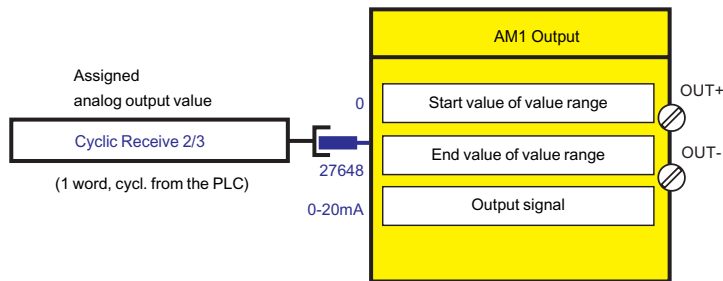 AM1 Output
Assigned
analog output value
Cyclic Receive 2/3
(1 word, cycl. from the PLC)
0
27648
0-20mA
Start value of value range
End value of value range
Output signal
OUT+
OUT-